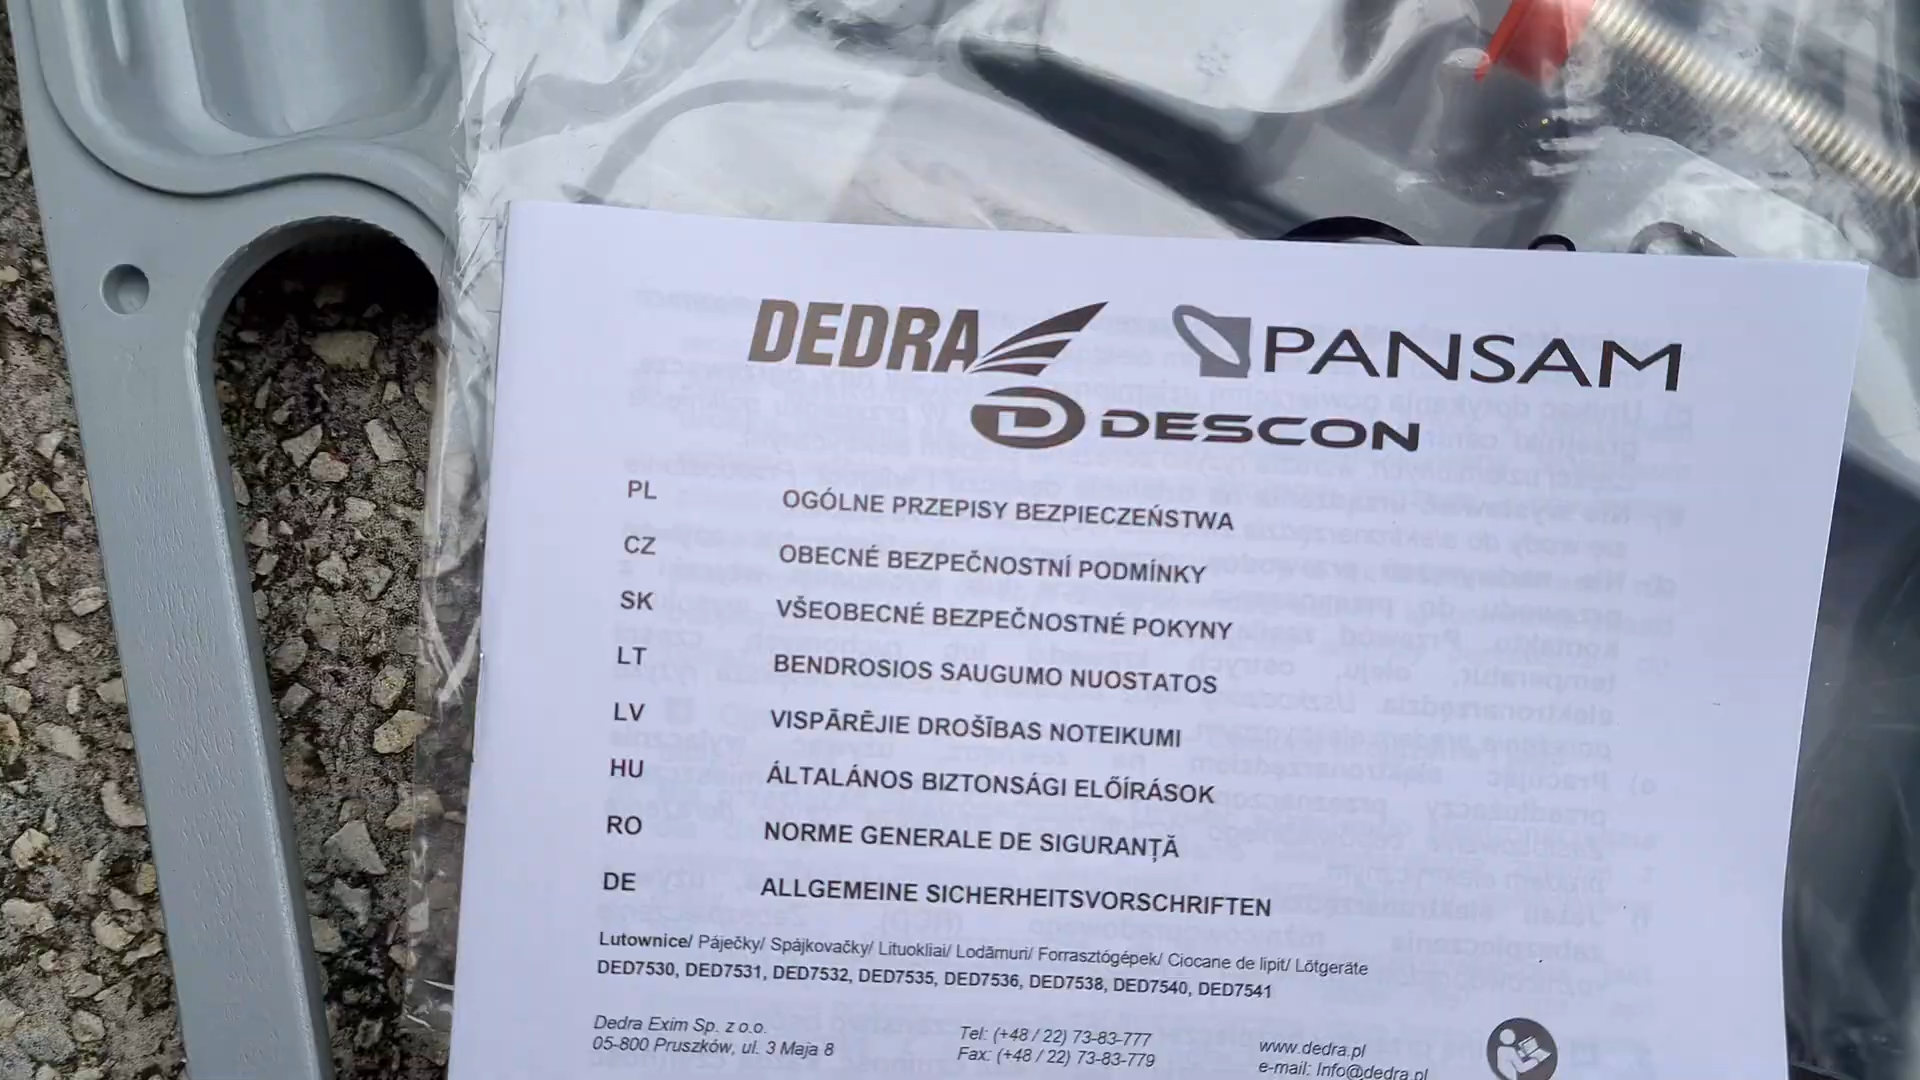 DEDRA PANSAM
DESCON
PL OGÓLNE PRZEPISY BEZPIECZEŃSTWA
CZ OBECNÉ BEZPEČNOSTNÍ PODMÍNKY
SK VŠEOBECNÉ BEZPEČNOSTNÉ POKYNY
LT BENDROSIOS SAUGUMO NUOSTATOS
LV VISPĀRĒJIE DROŠĪBAS NOTEIKUMI
HU ÁLTALÁNOS BIZTONSÁGI ELŐÍRÁSOK
RO NORME GENERALE DE SIGURANȚĂ
DE ALLGEMEINE SICHERHEITSVORSCHRIFTEN
Lutownice/ Páječky/ Spájkovačky/ Lituokliai/ Lodāmuri/ Forrasztógépek/ Ciocane de lipit/ Lötgeräte
DED7530, DED7531, DED7532, DED7535, DED7536, DED7538, DED7540, DED7541
Dedra Exim Sp. z o.o.
05-800 Pruszków, ul. 3 Maja 8
Tel: (+48 / 22) 73-83-777
Fax: (+48 / 22) 73-83-779
www.dedra.pl
e-mail: Info@dedra.pl